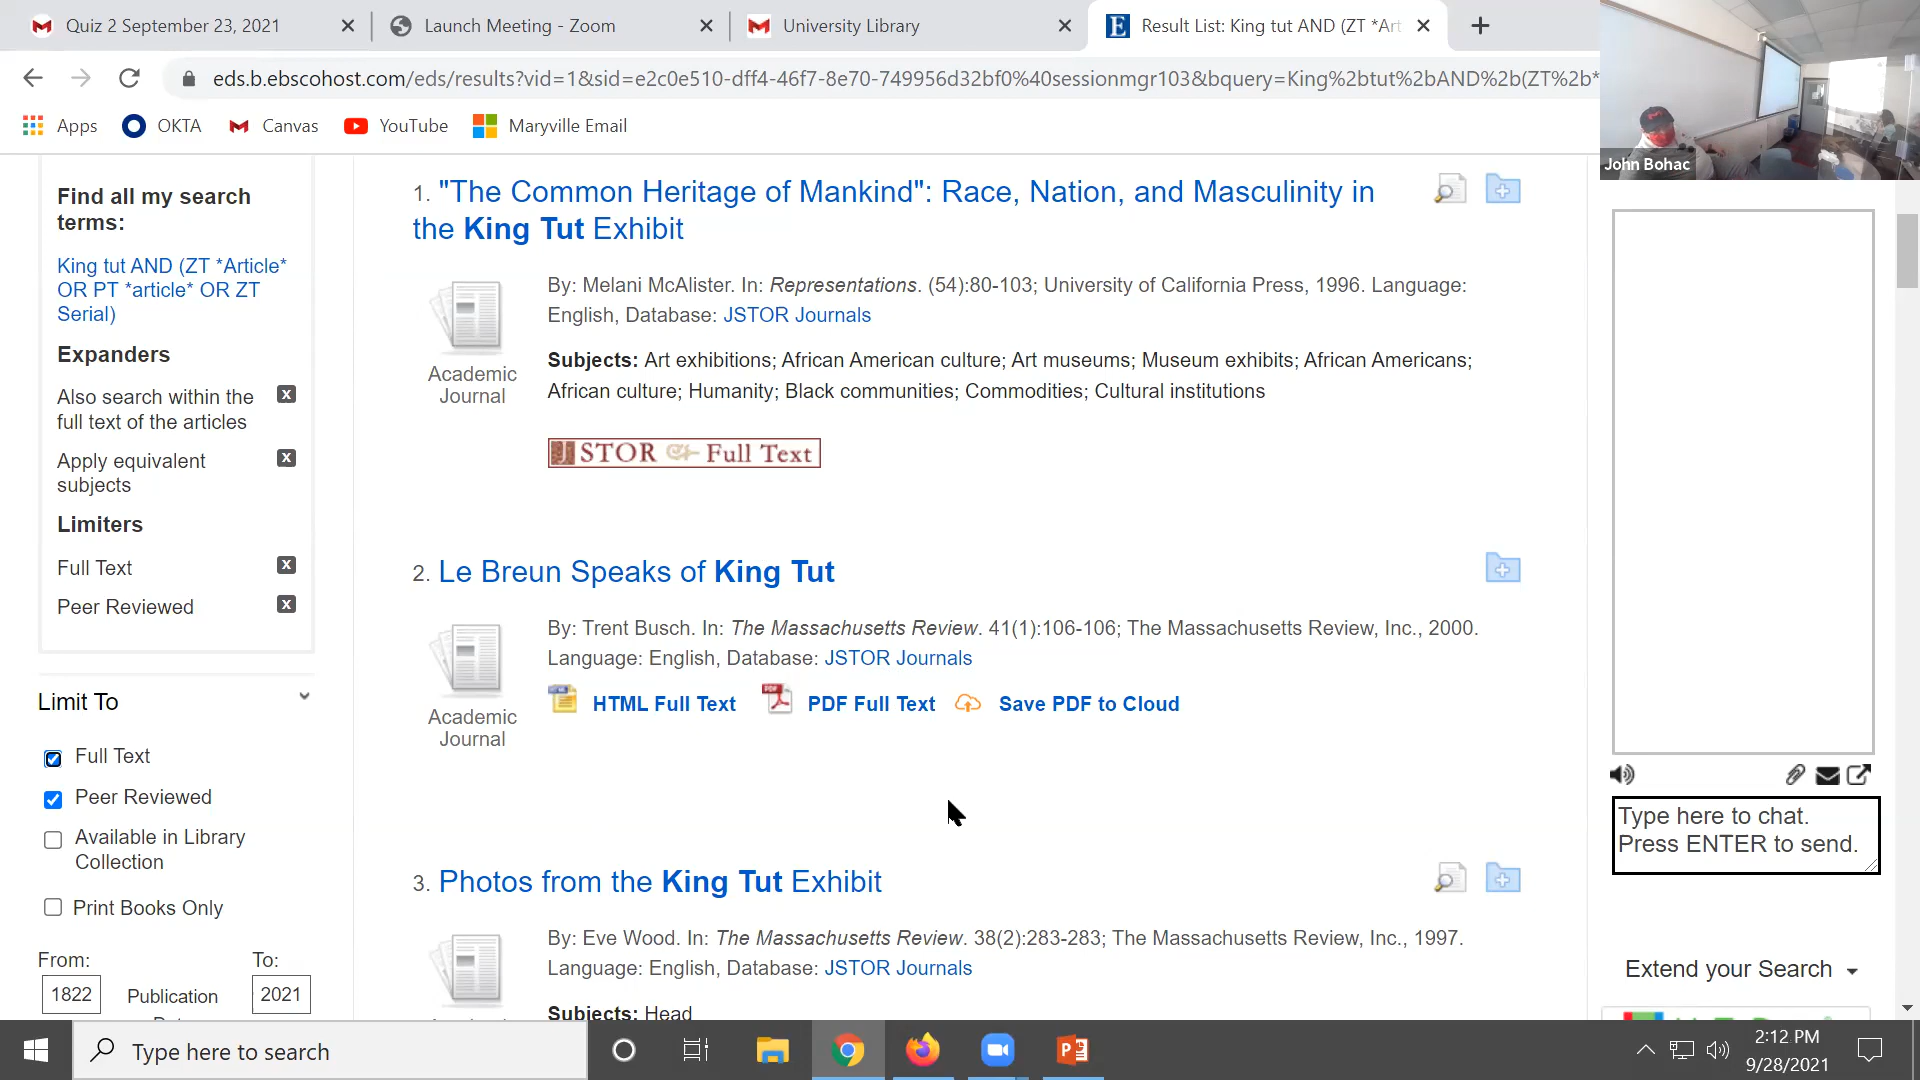 Quiz 2 September 23, 2021
Launch Meeting - Zoom
University Library
Result List: King tut AND (ZT *Art
eds.b.ebscohost.com/eds/results?vid=1&sid=e2c0e510-dff4-46f7-8e70-749956d32bf0%40sessionmgr103&bquery=King%2btut%2bAND%2b(ZT%2b*
Apps
OKTA
Canvas
YouTube
Maryville Email
John Bohac
Find all my search
terms:
King tut AND (ZT *Article*
OR PT *article* OR ZT
Serial)
Expanders
Also search within the
full text of the articles
Apply equivalent
subjects
Limiters
Full Text
Peer Reviewed
Limit To
Full Text
Peer Reviewed
Available in Library
Collection
Print Books Only
From:
To:
1822
Publication
2021
1. "The Common Heritage of Mankind": Race, Nation, and Masculinity in
the King Tut Exhibit
By: Melani McAlister. In: Representations. (54):80-103; University of California Press, 1996. Language:
English, Database: JSTOR Journals
Academic
Journal
Subjects: Art exhibitions; African American culture; Art museums; Museum exhibits; African Americans;
African culture; Humanity; Black communities; Commodities; Cultural institutions
JSTOR Full Text
2. Le Breun Speaks of King Tut
By: Trent Busch. In: The Massachusetts Review. 41(1):106-106; The Massachusetts Review, Inc., 2000.
Language: English, Database: JSTOR Journals
Academic
Journal
HTML Full Text
PDF Full Text
Save PDF to Cloud
3. Photos from the King Tut Exhibit
By: Eve Wood. In: The Massachusetts Review. 38(2):283-283; The Massachusetts Review, Inc., 1997.
Language: English, Database: JSTOR Journals
Subjects: Head
Type here to chat.
Press ENTER to send.
Extend your Search
Type here to search
2:12 PM
9/28/2021